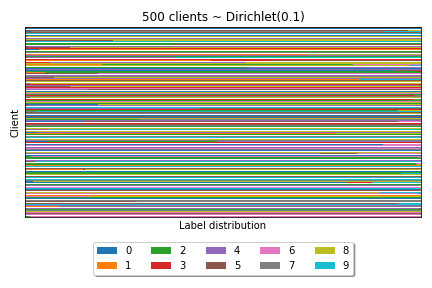 500 clients ~ Dirichlet(0.1)
Client
Label distribution
0 2 4 6 8
1 3 5 7 9